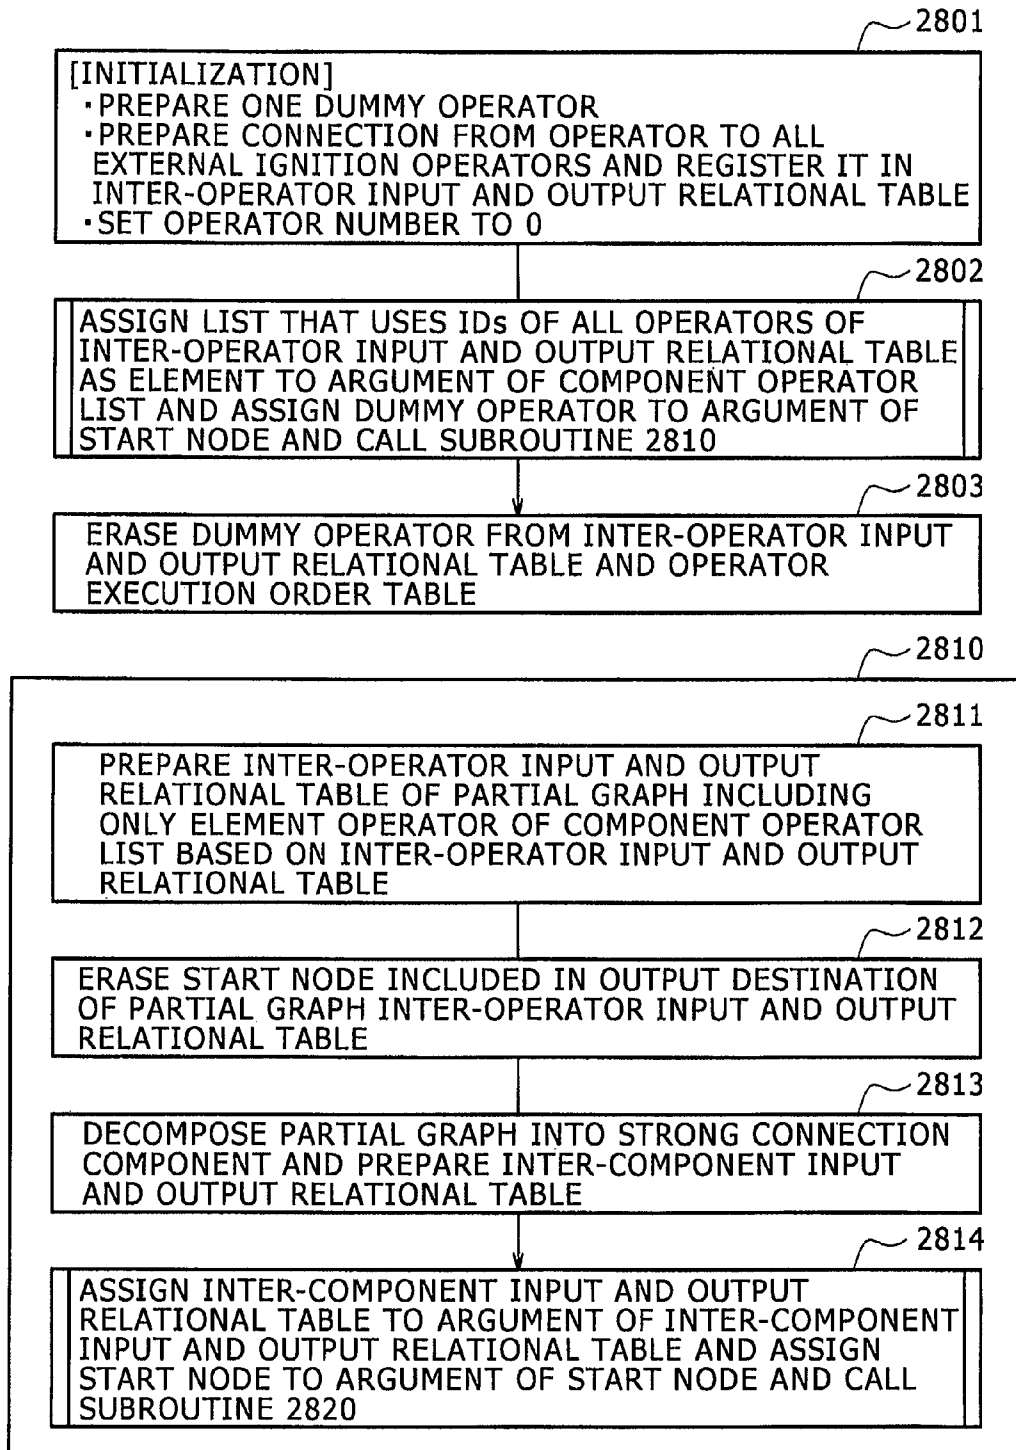 2801
[INITIALIZATION]
・PREPARE ONE DUMMY OPERATOR
・PREPARE CONNECTION FROM OPERATOR TO ALL
EXTERNAL IGNITION OPERATORS AND REGISTER IT IN
INTER-OPERATOR INPUT AND OUTPUT RELATIONAL TABLE
・SET OPERATOR NUMBER TO 0
2802
ASSIGN LIST THAT USES IDs OF ALL OPERATORS OF
INTER-OPERATOR INPUT AND OUTPUT RELATIONAL TABLE
AS ELEMENT TO ARGUMENT OF COMPONENT OPERATOR
LIST AND ASSIGN DUMMY OPERATOR TO ARGUMENT OF
START NODE AND CALL SUBROUTINE 2810
2803
ERASE DUMMY OPERATOR FROM INTER-OPERATOR INPUT
AND OUTPUT RELATIONAL TABLE AND OPERATOR
EXECUTION ORDER TABLE
2810
2811
PREPARE INTER-OPERATOR INPUT AND OUTPUT
RELATIONAL TABLE OF PARTIAL GRAPH INCLUDING
ONLY ELEMENT OPERATOR OF COMPONENT OPERATOR
LIST BASED ON INTER-OPERATOR INPUT AND OUTPUT
RELATIONAL TABLE
2812
ERASE START NODE INCLUDED IN OUTPUT DESTINATION
OF PARTIAL GRAPH INTER-OPERATOR INPUT AND OUTPUT
RELATIONAL TABLE
2813
DECOMPOSE PARTIAL GRAPH INTO STRONG CONNECTION
COMPONENT AND PREPARE INTER-COMPONENT INPUT
AND OUTPUT RELATIONAL TABLE
2814
ASSIGN INTER-COMPONENT INPUT AND OUTPUT
RELATIONAL TABLE TO ARGUMENT OF INTER-COMPONENT
INPUT AND OUTPUT RELATIONAL TABLE AND ASSIGN
START NODE TO ARGUMENT OF START NODE AND CALL
SUBROUTINE 2820